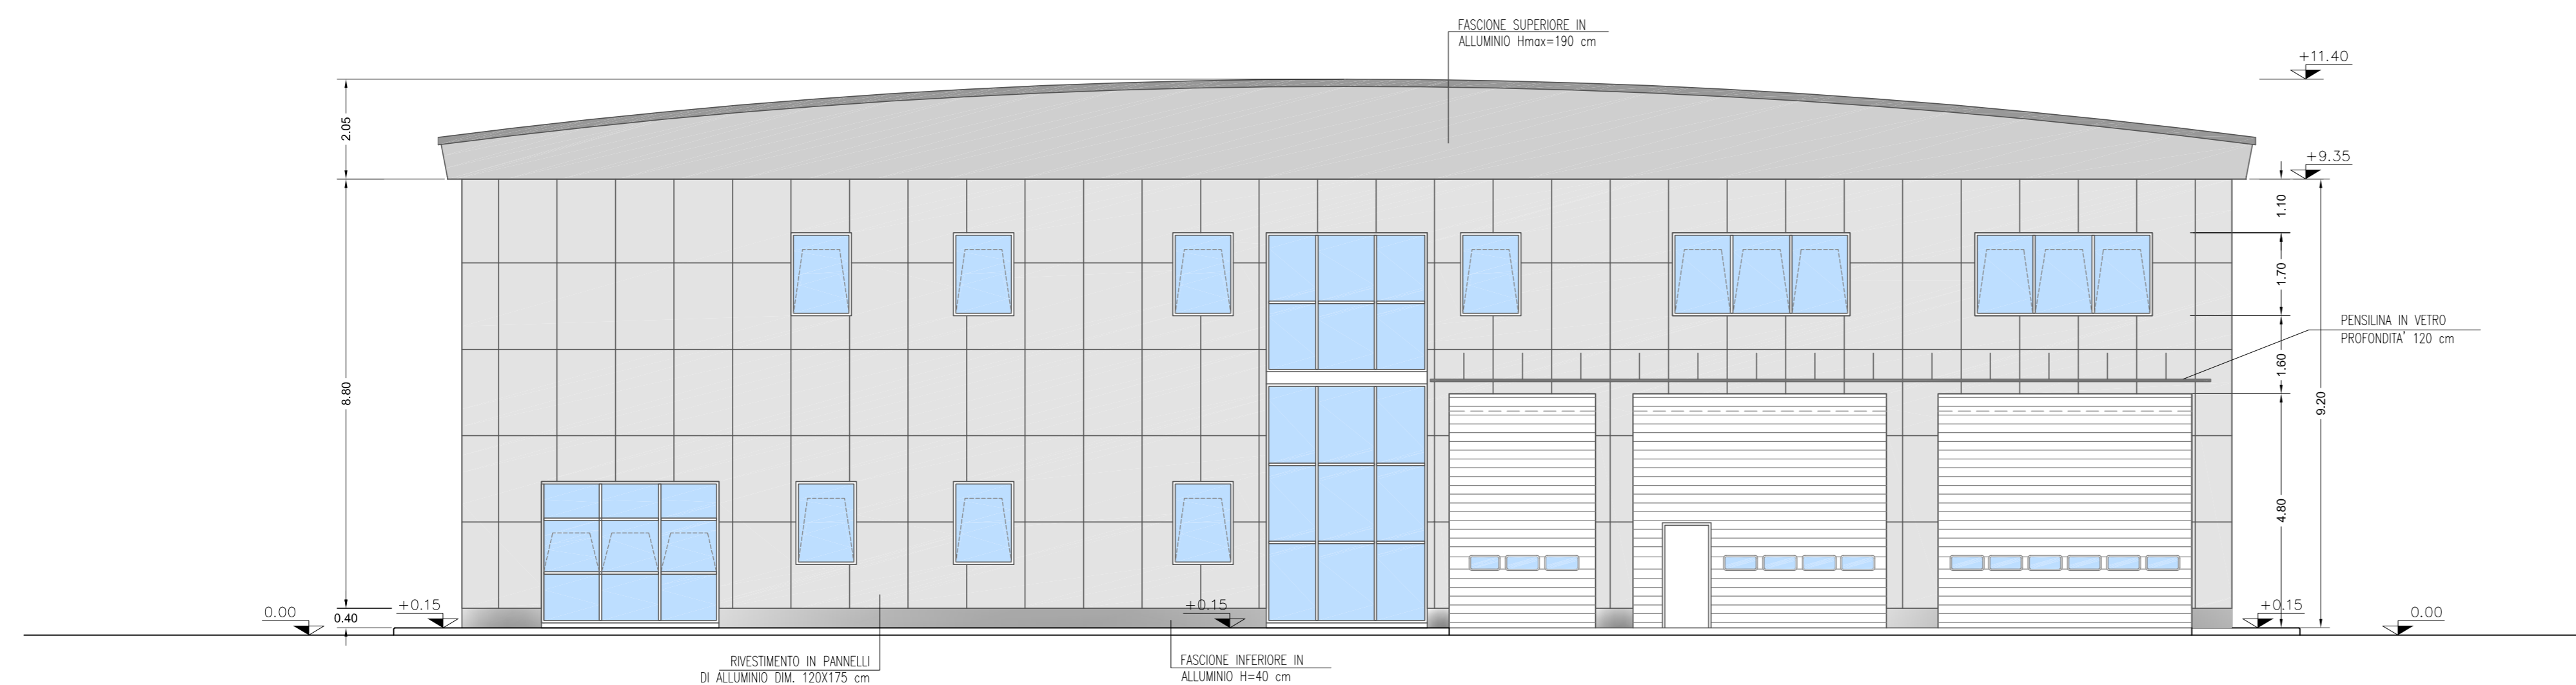 FASCIONE SUPERIORE IN
ALLUMINIO Hmax=190 cm
+11.40
2.05
+9.35
1.10
1.70
PENSILINA IN VETRO
PROFONDITA' 120 cm
1.60
8.80
9.20
4.80
0.00
+0.15
0.40
+0.15
+0.15
0.00
RIVESTIMENTO IN PANNELLI
DI ALLUMINIO DIM. 120X175 cm
FASCIONE INFERIORE IN
ALLUMINIO H=40 cm